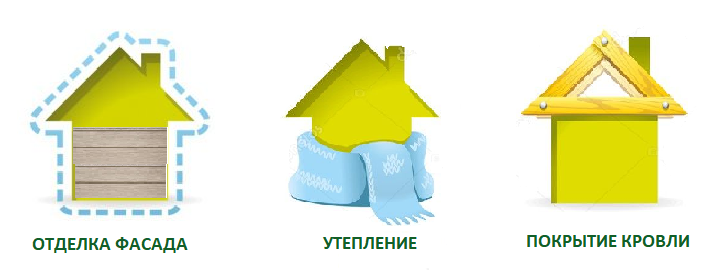 ОТДЕЛКА ФАСАДА
УТЕПЛЕНИЕ
ПОКРЫТИЕ КРОВЛИ